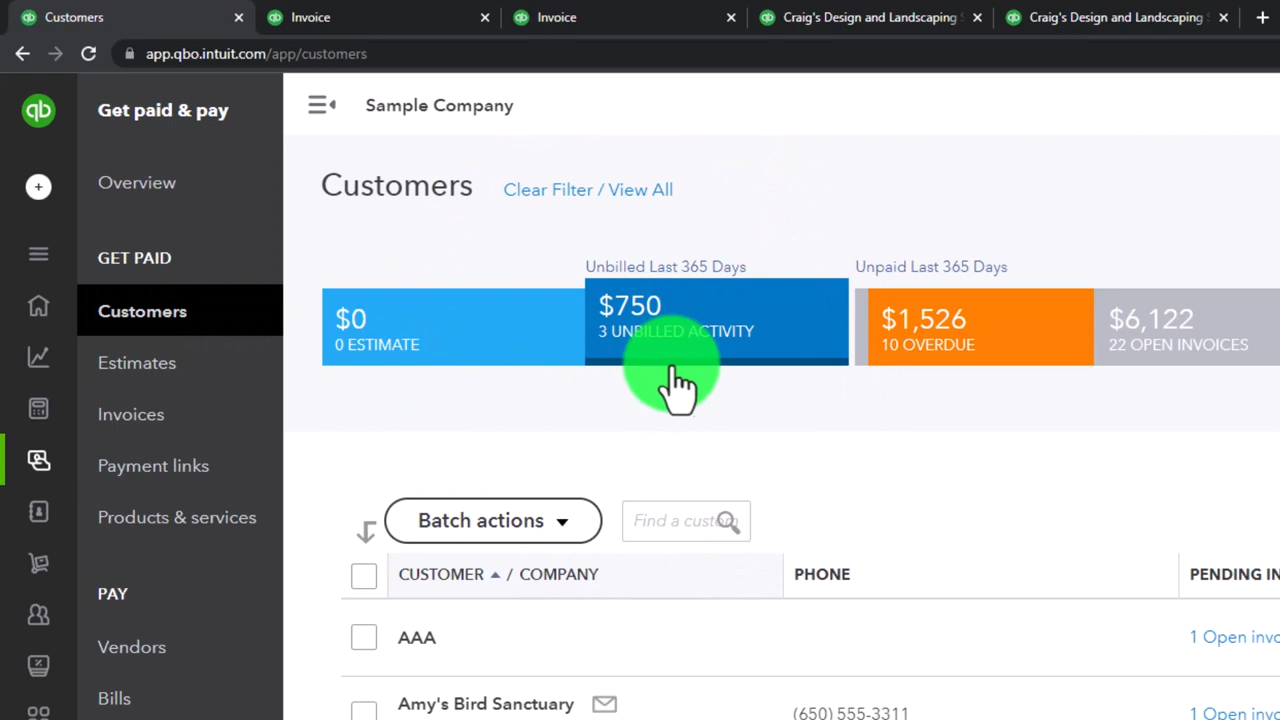 Customers
Invoice
Invoice
Craig's Design and Landscaping
Craig's Design and Landscaping
app.qbo.intuit.com/app/customers
qb
Get paid & pay
Sample Company
Overview
Customers
Clear Filter / View All
GET PAID
Unbilled Last 365 Days
Unpaid Last 365 Days
Customers
$0
0 ESTIMATE
$750
3 UNBILLED ACTIVITY
$1,526
10 OVERDUE
$6,122
22 OPEN INVOICES
Estimates
Invoices
Payment links
Products & services
Batch actions
Find a custom
CUSTOMER / COMPANY
PHONE
PENDING IN
PAY
AAA
1 Open invo
Vendors
Bills
Amy's Bird Sanctuary
(650) 555-3311
1 Open invo